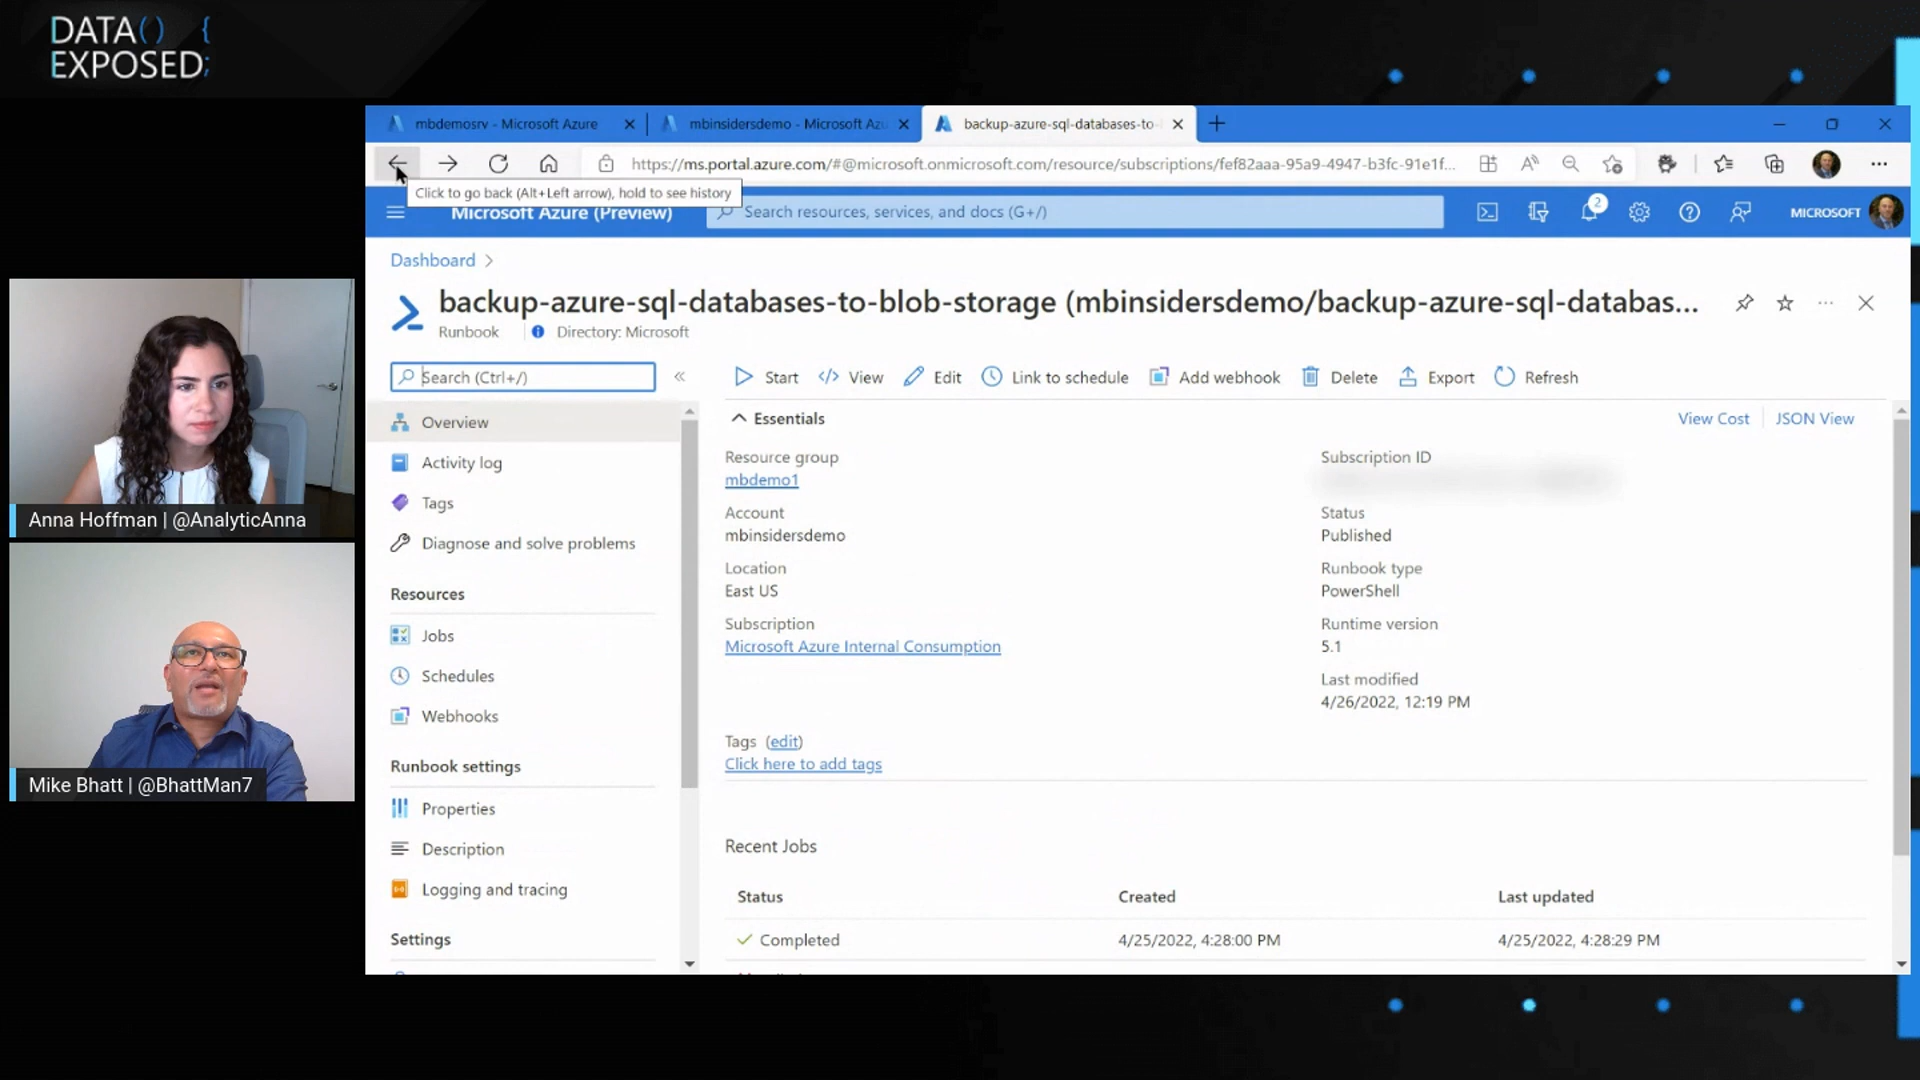 DATA() {
EXPOSED;
mbdemosrv - Microsoft Azure
mbinsidersdemo - Microsoft Azu
backup-azure-sql-databases-to-
https://ms.portal.azure.com/#@microsoft.onmicrosoft.com/resource/subscriptions/fef82aaa-95a9-4947-b3fc-91e1f...
Click to go back (Alt+Left arrow), hold to see history
Microsoft Azure (Preview)
Search resources, services, and docs (G+/)
2
MICROSOFT
Dashboard >
backup-azure-sql-databases-to-blob-storage (mbinsidersdemo/backup-azure-sql-databas...
Runbook
Directory: Microsoft
Search (Ctrl+/)
Start
View
Edit
Link to schedule
Add webhook
Delete
Export
Refresh
Overview
Activity log
Tags
Diagnose and solve problems
Resources
Jobs
Schedules
Webhooks
Runbook settings
Properties
Description
Logging and tracing
Settings
Essentials
View Cost
JSON View
Resource group
mbdemo1
Account
mbinsidersdemo
Location
East US
Subscription
Microsoft Azure Internal Consumption
Subscription ID
Status
Published
Runbook type
PowerShell
Runtime version
5.1
Last modified
4/26/2022, 12:19 PM
Tags (edit)
Click here to add tags
Recent Jobs
Status Created Last updated
Completed 4/25/2022, 4:28:00 PM 4/25/2022, 4:28:29 PM
Anna Hoffman | @AnalyticAnna
Mike Bhatt | @BhattMan7